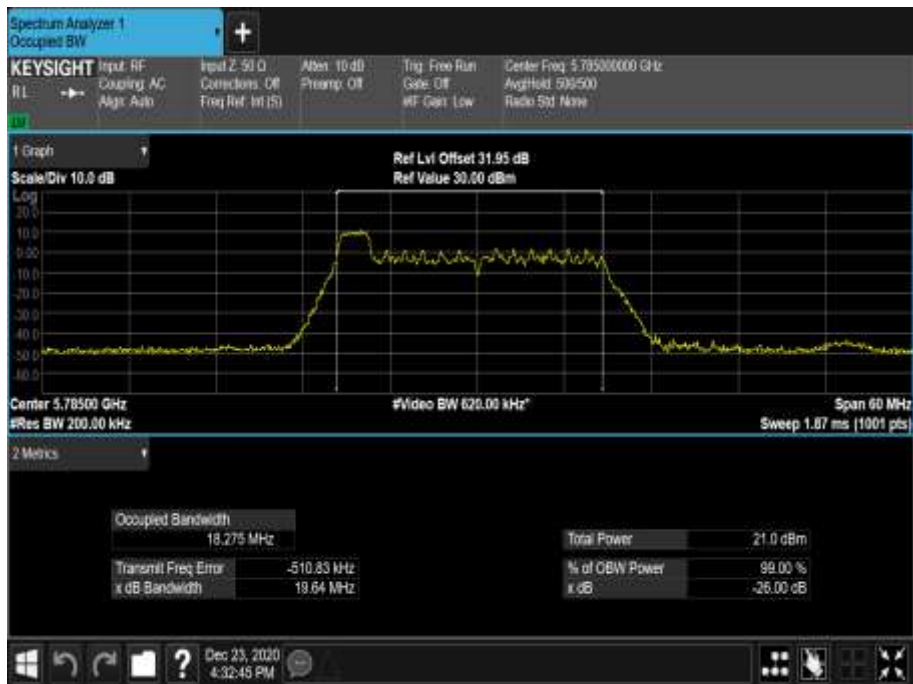 Spectrum Analyzer 1
Occupied BW
+
KEYSIGHT
RL
Input: RF
Coupling: AC
Align: Auto
Input Z: 50 Ω
Corrections: Off
Freq Ref: Int (S)
Atten: 10 dB
Preamp: Off
Trig: Free Run
Gate: Off
#IF Gain: Low
Center Freq: 5.785000000 GHz
Avg|Hold: 500/500
Radio Std: None
1 Graph
Scale/Div 10.0 dB
Ref Lvl Offset 31.95 dB
Ref Value 30.00 dBm
Log
20.0
10.0
0.00
-10.0
-20.0
-30.0
-40.0
-50.0
-60.0
Center 5.78500 GHz
#Video BW 620.00 kHz*
Span 60 MHz
#Res BW 200.00 kHz
Sweep 1.87 ms (1001 pts)
2 Metrics
Occupied Bandwidth
18.275 MHz
Total Power 21.0 dBm
Transmit Freq Error -510.83 kHz
% of OBW Power 99.00 %
x dB Bandwidth 19.64 MHz
x dB -26.00 dB
?
Dec 23, 2020
4:32:45 PM